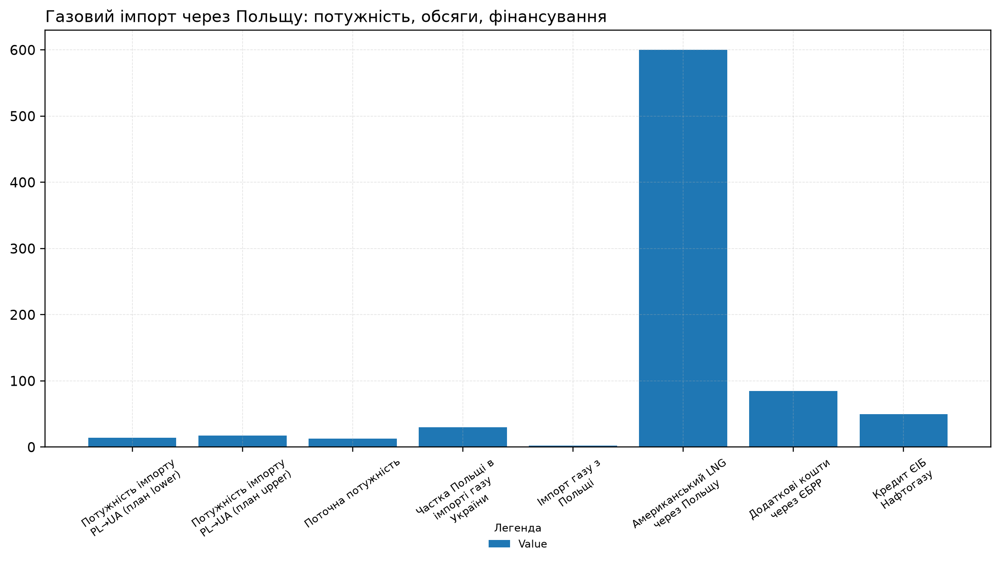 Газовий імпорт через Польщу: потужність, обсяги, фінансування
600
500
400
300
200
100
0
Потужність імпорту
PL→UA (план lower)
Потужність імпорту
PL→UA (план upper)
Поточна потужність
Частка Польщі в
імпорті газу
України
Імпорт газу з
Польщі
Американський LNG
через Польщу
Додаткові кошти
через ЄБРР
Кредит ЄІБ
Нафтогазу
Легенда
Value